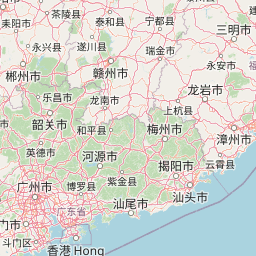 茶陵县
泰和县
宁都县
耒阳市
三明市
永兴县
遂川县
瑞金市
永安市
郴州市
赣州市
龙岩市
乐昌市
龙南市
上杭县
韶关市
和平县
梅州市
漳州市
英德市
河源市
揭阳市
云霄县
广州市
博罗县
紫金县
汕头市
广东省
汕尾市
门市
斗门区
香港 Hong